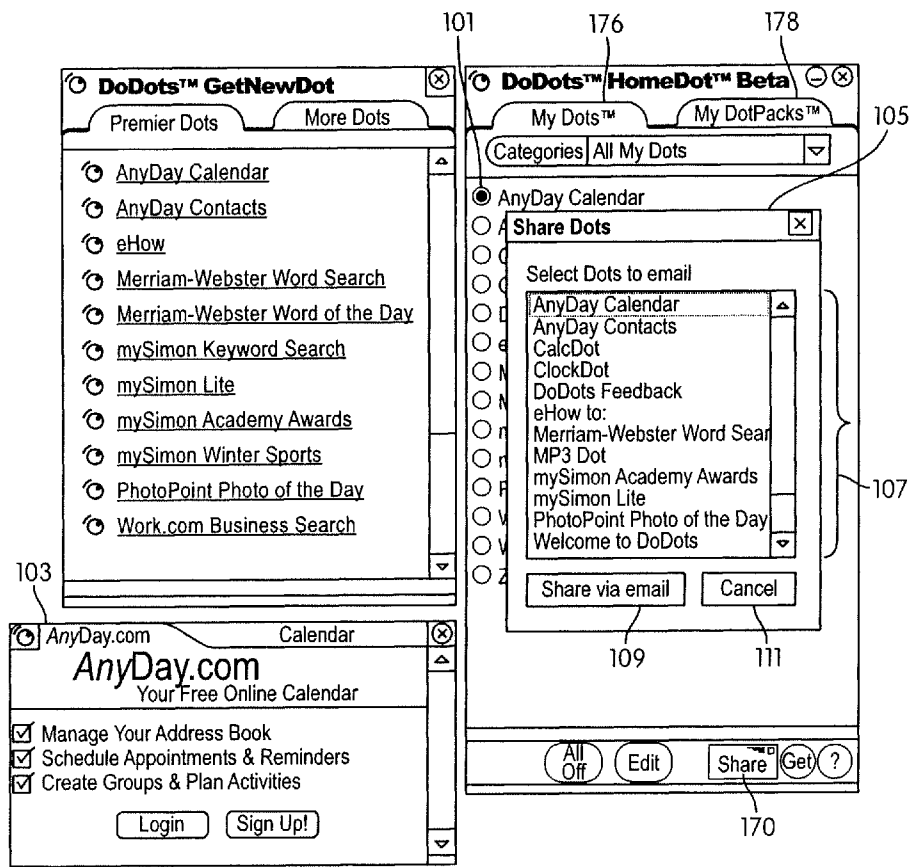 101
176
178
DoDots™ GetNewDot
Premier Dots
More Dots
AnyDay Calendar
AnyDay Contacts
eHow
Merriam-Webster Word Search
Merriam-Webster Word of the Day
mySimon Keyword Search
mySimon Lite
mySimon Academy Awards
mySimon Winter Sports
PhotoPoint Photo of the Day
Work.com Business Search
DoDots™ HomeDot™ Beta
My Dots™
My DotPacks™
105
Categories All My Dots
AnyDay Calendar
A
C
C
D
e
M
M
m
m
P
V
V
Z
Share Dots
Select Dots to email
AnyDay Calendar
AnyDay Contacts
CalcDot
ClockDot
DoDots Feedback
eHow to:
Merriam-Webster Word Sear
MP3 Dot
mySimon Academy Awards
mySimon Lite
PhotoPoint Photo of the Day
Welcome to DoDots
107
Share via email
Cancel
109
111
All Off
Edit
Share
Get
?
170
103
AnyDay.com
Calendar
AnyDay.com
Your Free Online Calendar
Manage Your Address Book
Schedule Appointments & Reminders
Create Groups & Plan Activities
Login
Sign Up!